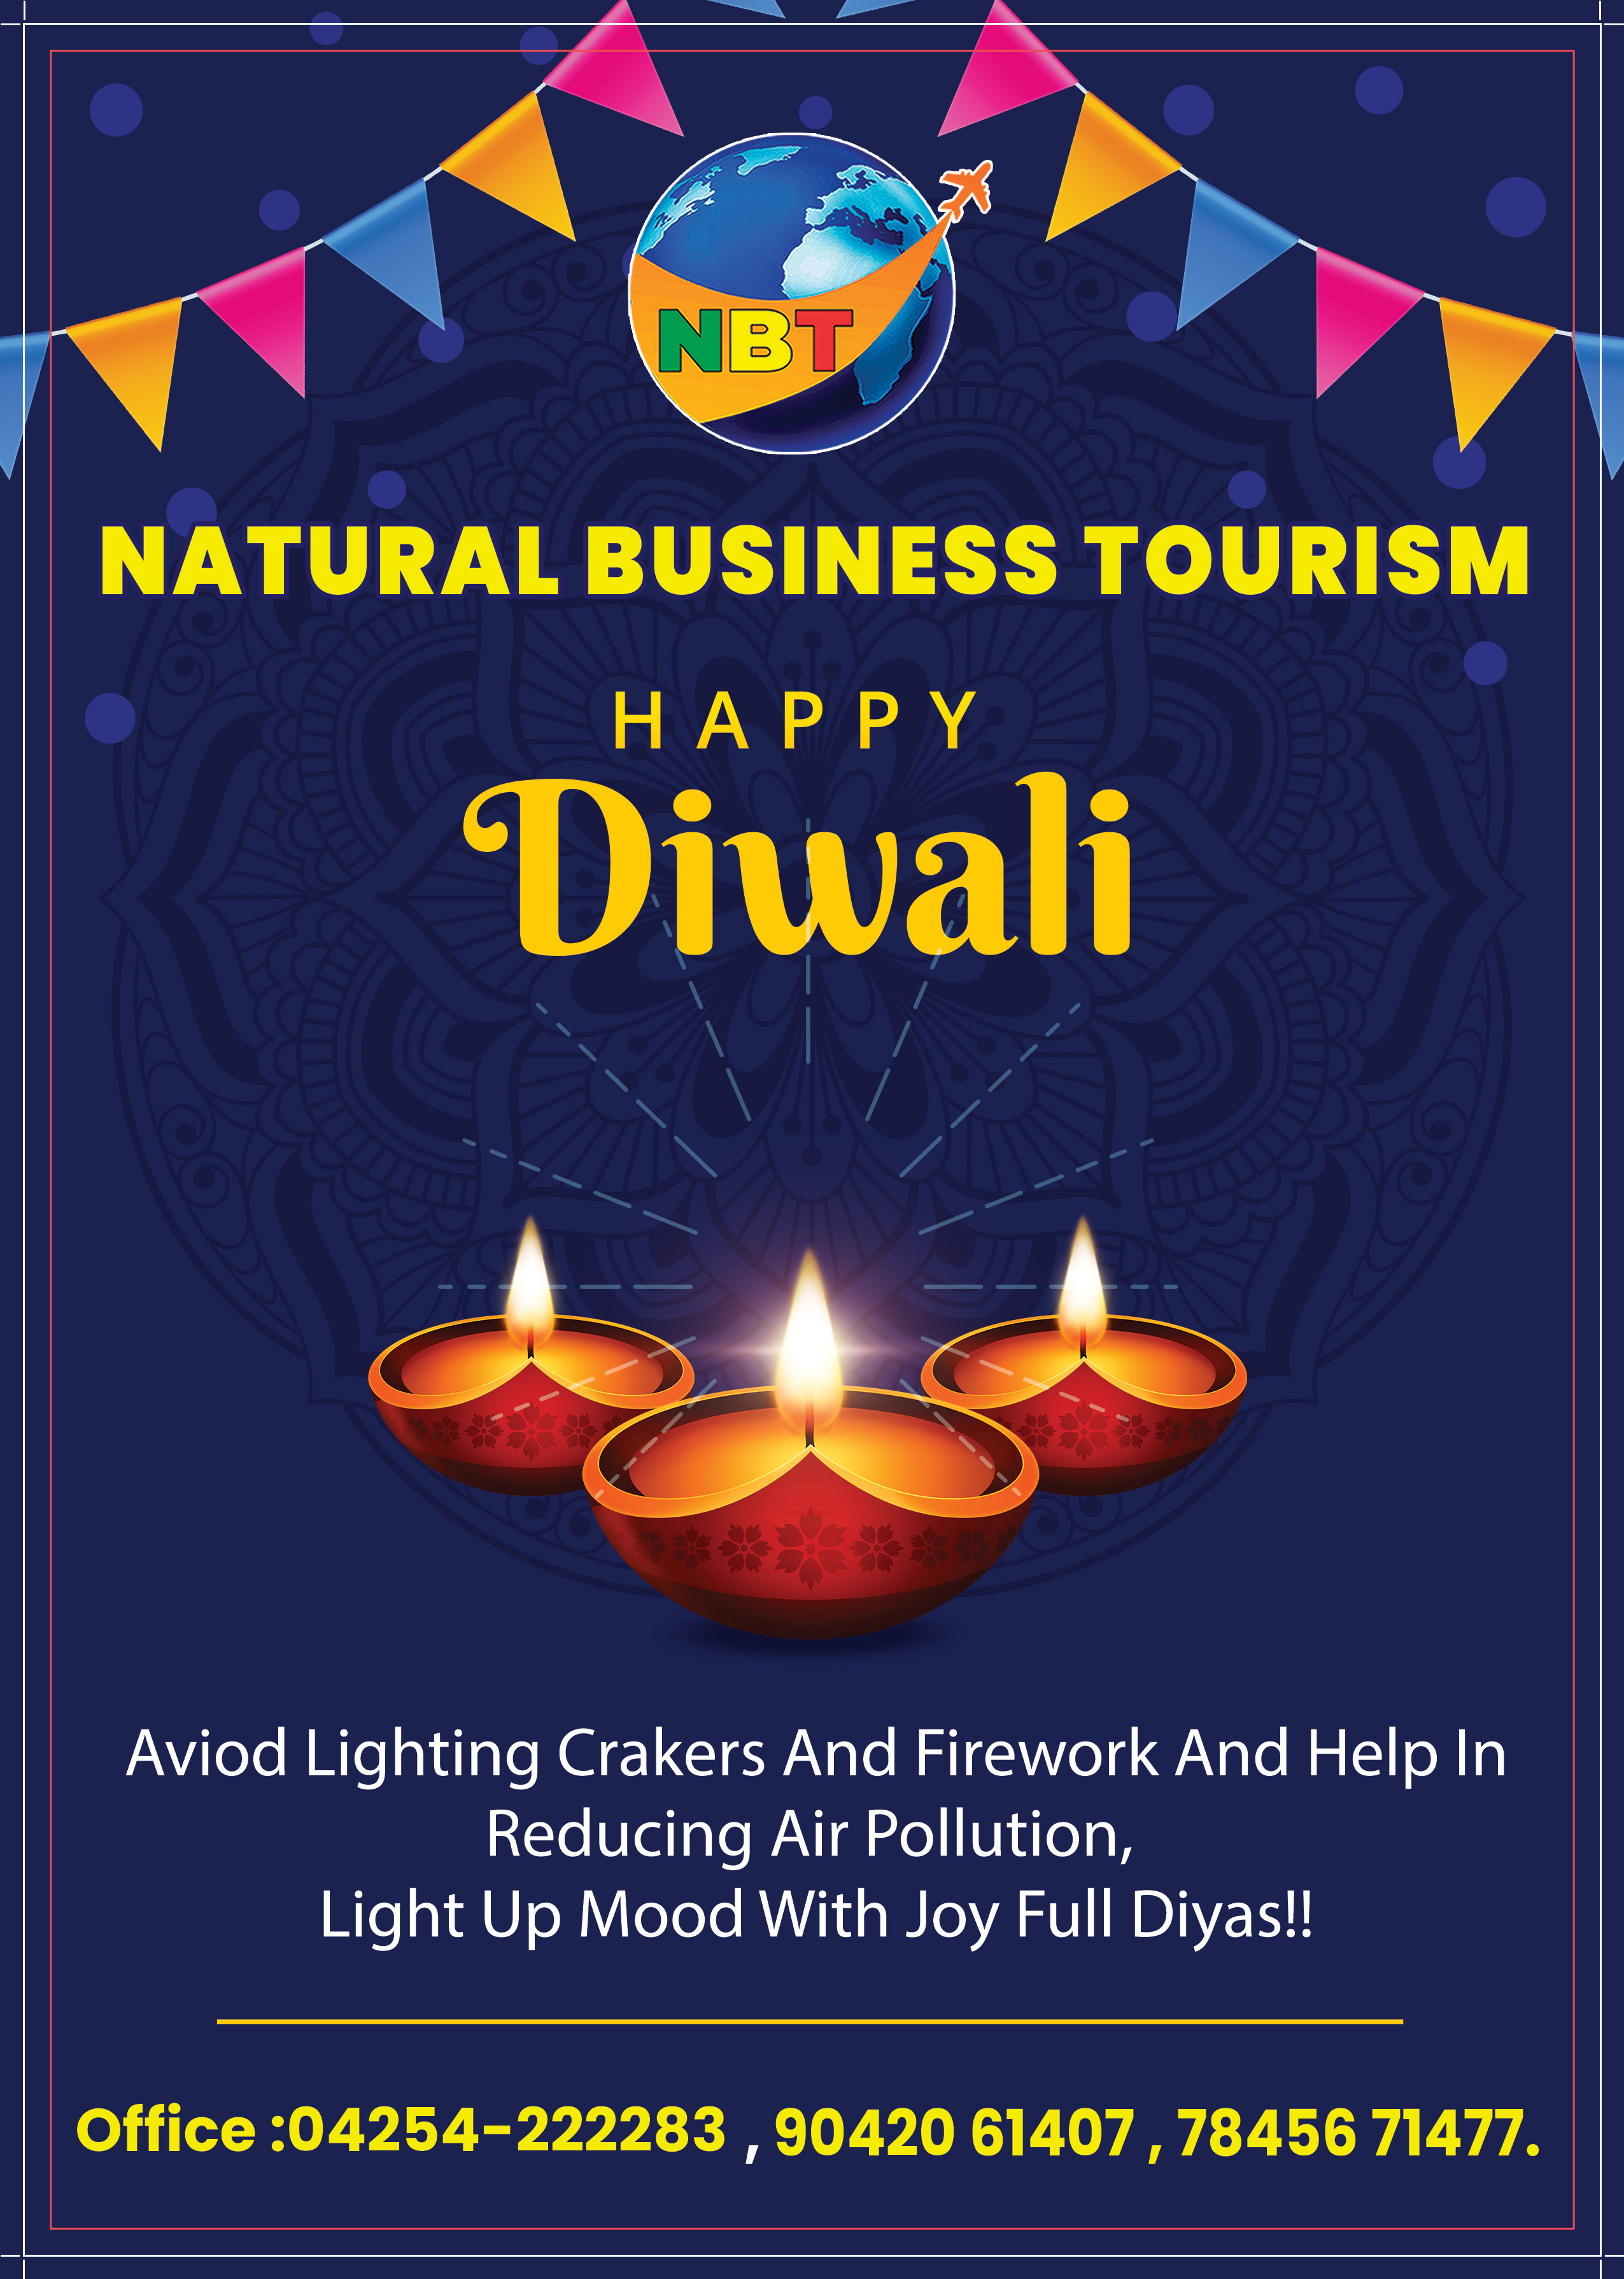 NBT
NATURAL BUSINESS TOURISM
HAPPY
Diwali
Aviod Lighting Crakers And Firework And Help In
Reducing Air Pollution,
Light Up Mood With Joy Full Diyas!!
Office :04254-222283 , 90420 61407 , 78456 71477.